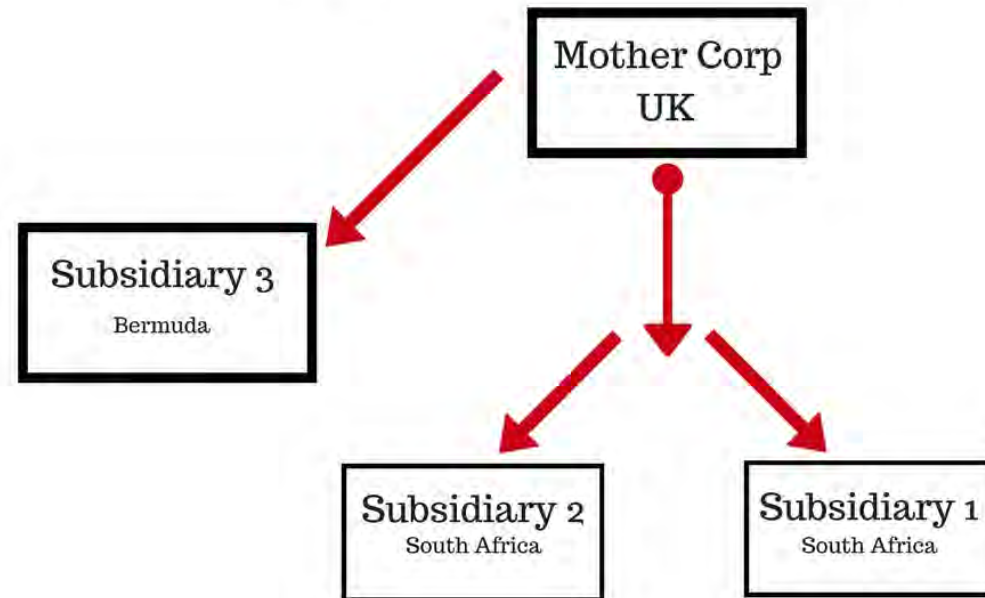 Mother Corp
UK
Subsidiary 3
Bermuda
Subsidiary 2
South Africa
Subsidiary 1
South Africa